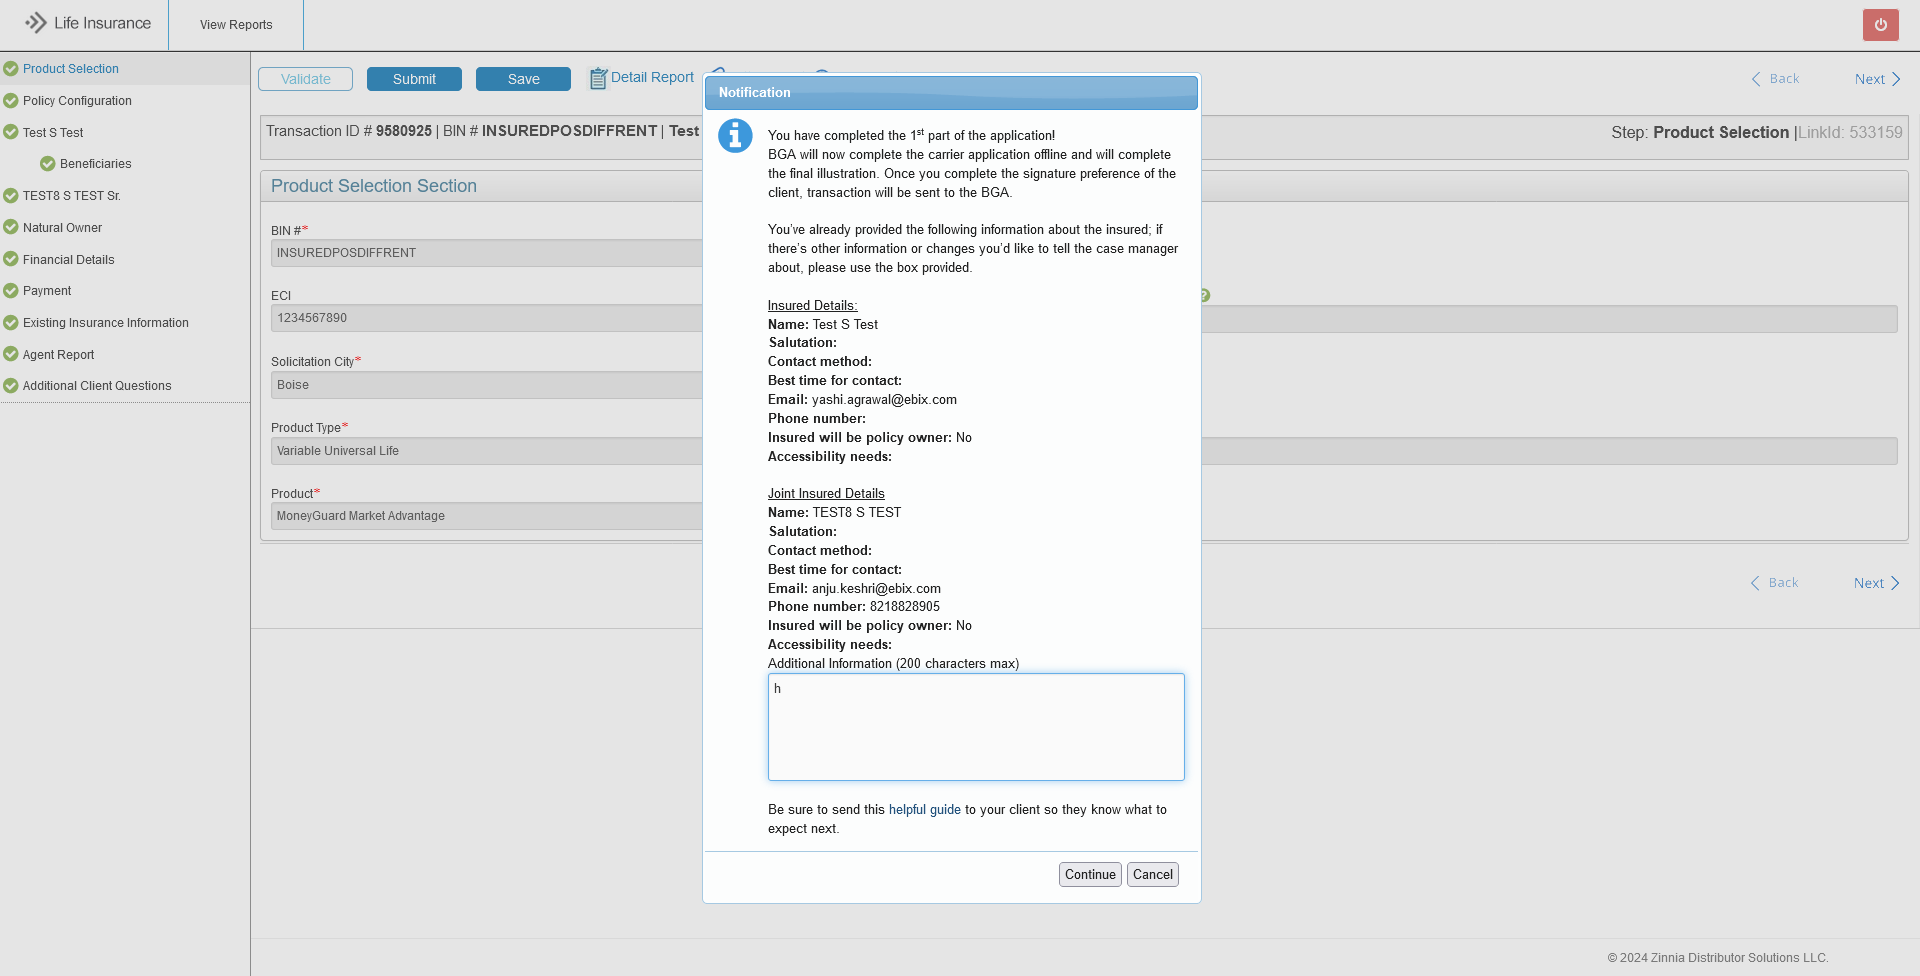 Life Insurance
View Reports
Product Selection
Policy Configuration
Test S Test
Beneficiaries
TEST8 S TEST Sr.
Natural Owner
Financial Details
Payment
Existing Insurance Information
Agent Report
Additional Client Questions
Validate
Submit
Save
Detail Report
Back
Next
Transaction ID # 9580925 | BIN # INSUREDPOSDIFFRENT | Test
Step: Product Selection |LinkId: 533159
Product Selection Section
BIN #*
INSUREDPOSDIFFRENT
ECI
1234567890
Solicitation City*
Boise
Product Type*
Variable Universal Life
Product*
MoneyGuard Market Advantage
Back
Next
Notification
You have completed the 1st part of the application!
BGA will now complete the carrier application offline and will complete
the final illustration. Once you complete the signature preference of the
client, transaction will be sent to the BGA.
You've already provided the following information about the insured; if
there's other information or changes you'd like to tell the case manager
about, please use the box provided.
Insured Details:
Name: Test S Test
Salutation:
Contact method:
Best time for contact:
Email: yashi.agrawal@ebix.com
Phone number:
Insured will be policy owner: No
Accessibility needs:
Joint Insured Details
Name: TEST8 S TEST
Salutation:
Contact method:
Best time for contact:
Email: anju.keshri@ebix.com
Phone number: 8218828905
Insured will be policy owner: No
Accessibility needs:
Additional Information (200 characters max)
h
Be sure to send this helpful guide to your client so they know what to
expect next.
Continue
Cancel
© 2024 Zinnia Distributor Solutions LLC.